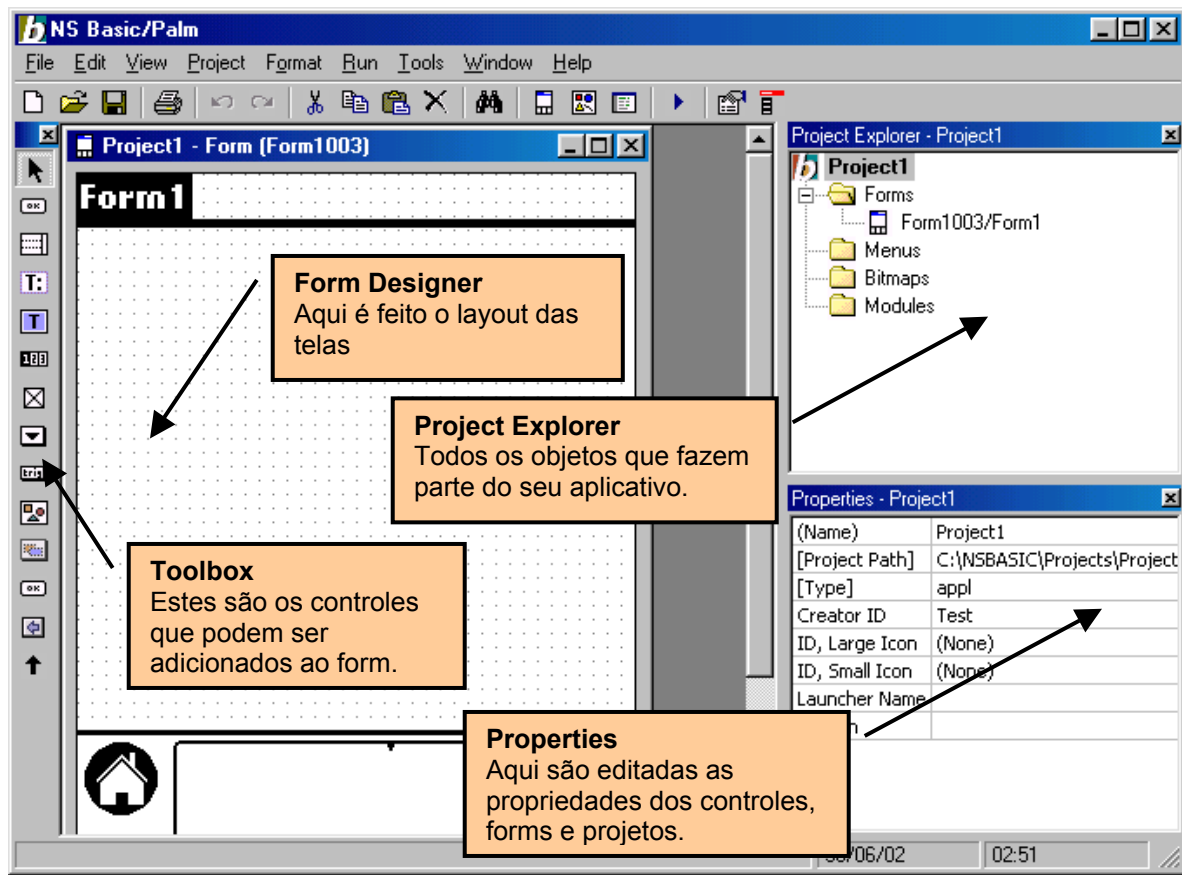 NS Basic/Palm
File Edit View Project Format Run Tools Window Help
Project1 - Form (Form1003)
Form1
Form Designer
Aqui é feito o layout das
telas
Project Explorer
Todos os objetos que fazem
parte do seu aplicativo.
Toolbox
Estes são os controles
que podem ser
adicionados ao form.
Properties
Aqui são editadas as
propriedades dos controles,
forms e projetos.
OK
T:
T
OK
Project Explorer - Project1
Project1
Forms
Form1003/Form1
Menus
Bitmaps
Modules
Properties - Project1
(Name) Project1
[Project Path] C:\NSBASIC\Projects\Project
[Type] appl
Creator ID Test
ID, Large Icon (None)
ID, Small Icon (None)
Launcher Name
/06/02 02:51